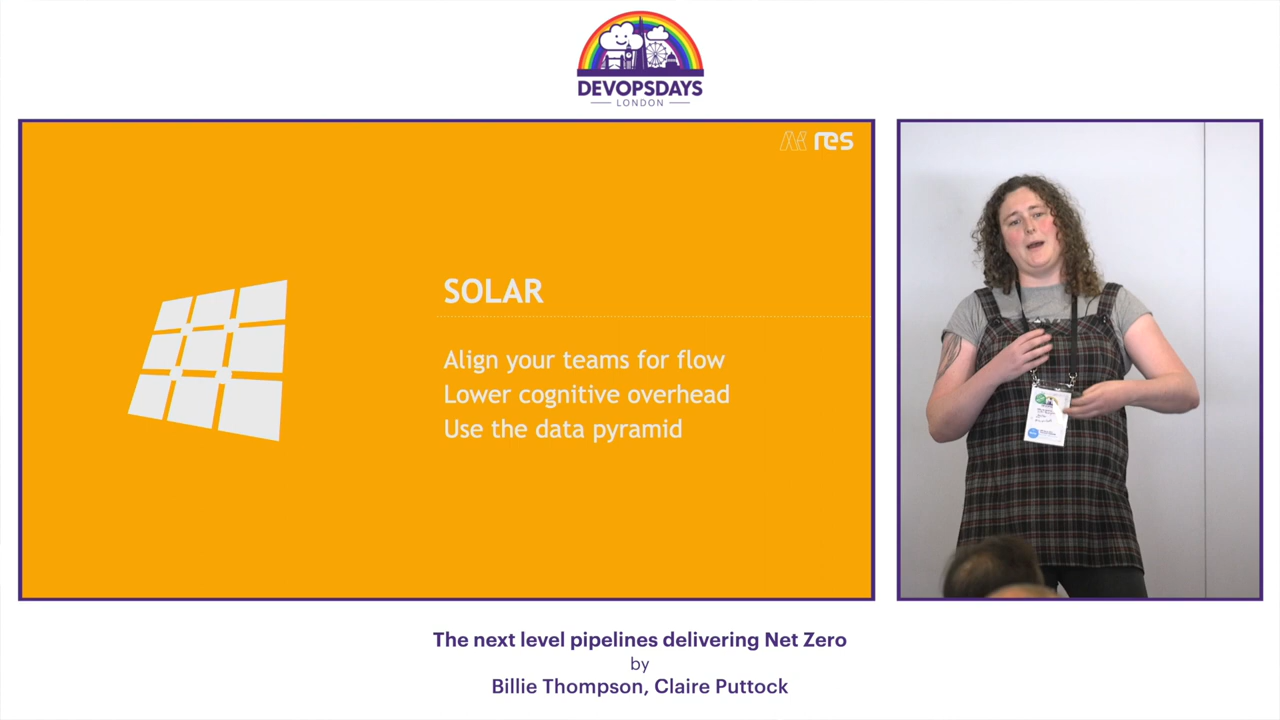 DEVOPSDAYS
LONDON
res
SOLAR
Align your teams for flow
Lower cognitive overhead
Use the data pyramid
The next level pipelines delivering Net Zero
by
Billie Thompson, Claire Puttock